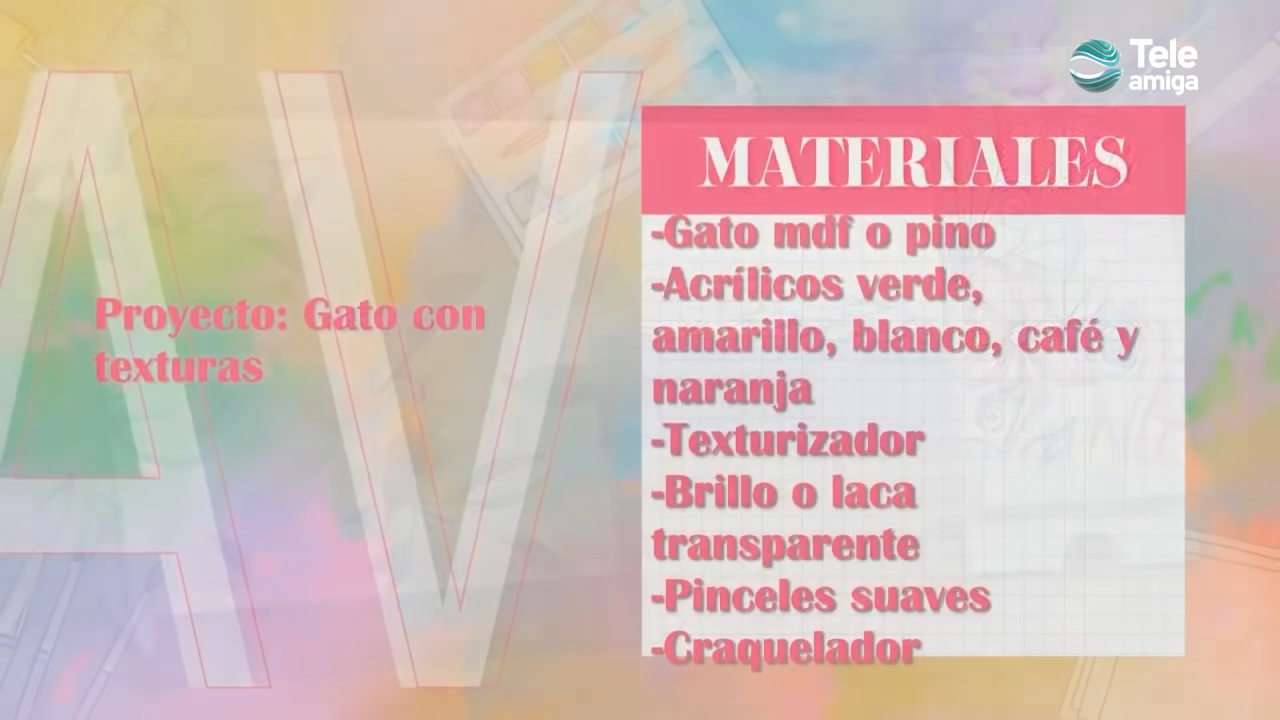 Tele
amiga
AV
MATERIALES
Proyecto: Gato con
texturas
-Gato mdf o pino
-Acrílicos verde,
amarillo, blanco, café y
naranja
-Texturizador
-Brillo o laca
transparente
-Pinceles suaves
-Craquelador